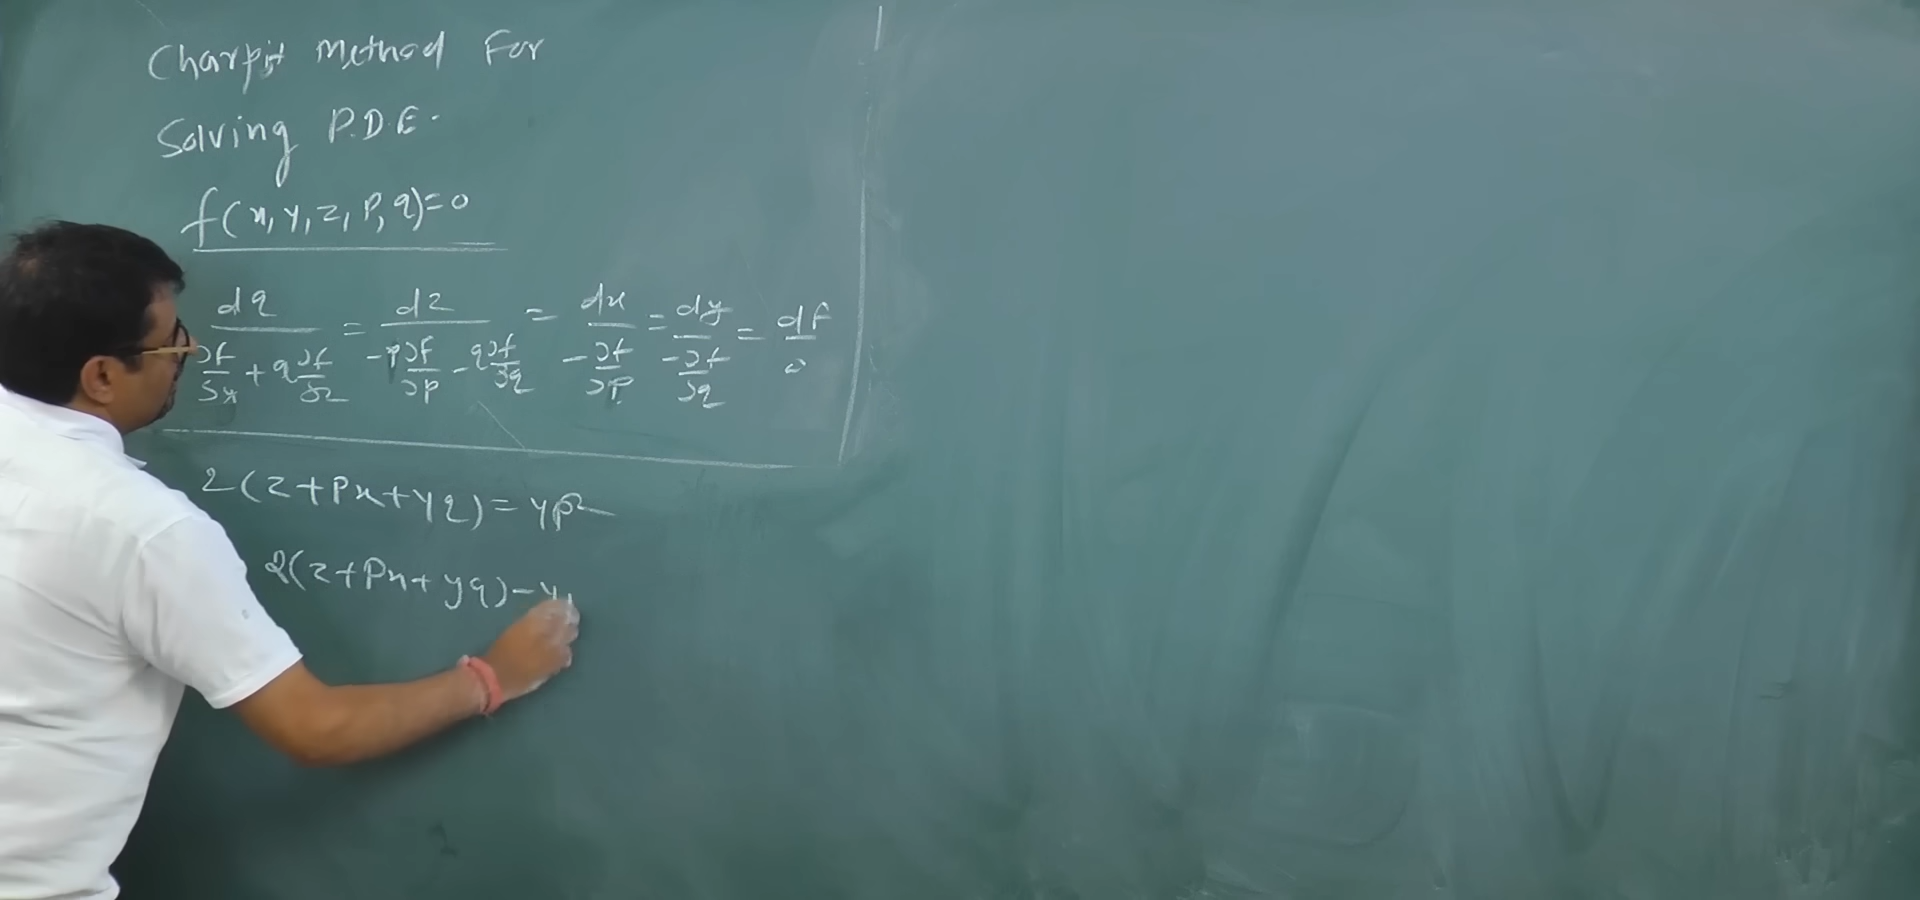 Charpit Method For
Solving P.D.E.
f(x, y, z, p, q)=0
dq/(∂f/∂y + q∂f/∂z) = dz/(-p∂f/∂p - q∂f/∂q) = dx/(-∂f/∂p) = dy/(-∂f/∂q) = dF/0
2(z+px+yq)=yp²
2(z+px+yq)-y